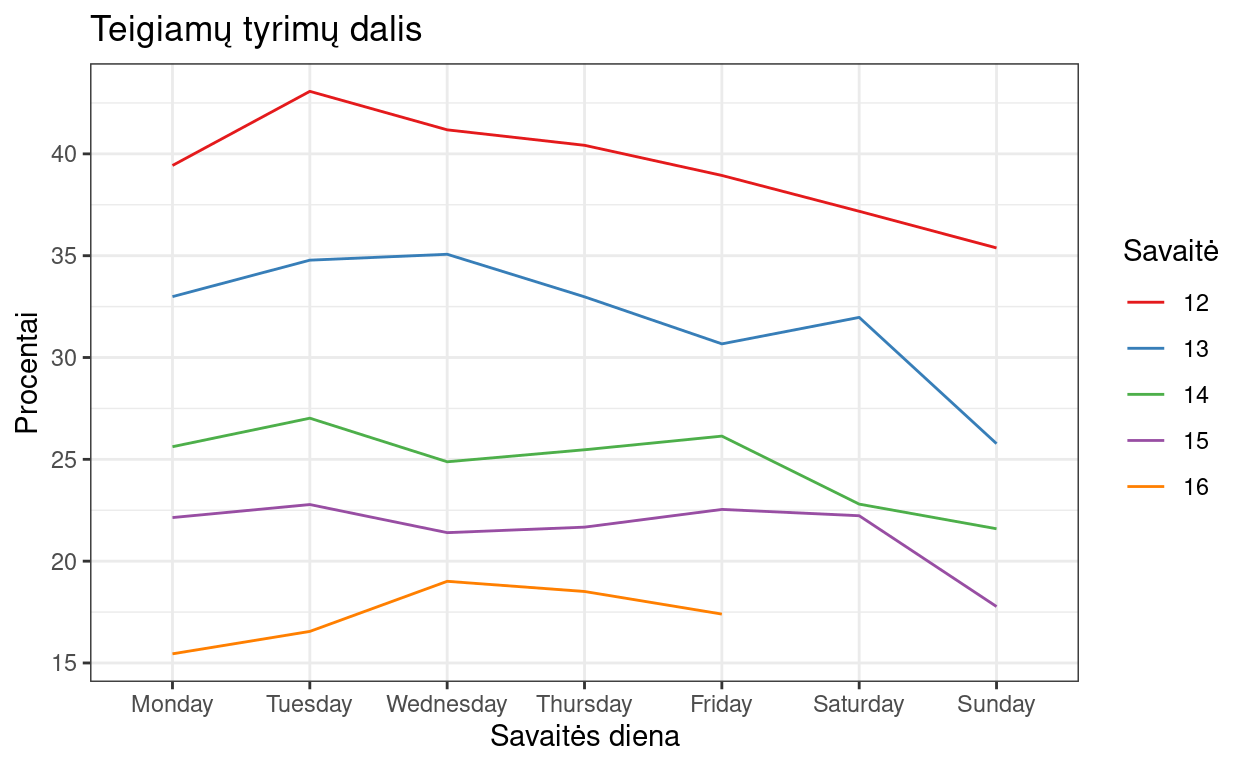 Teigiamų tyrimų dalis
Procentai
40
35
30
25
20
15
Monday Tuesday Wednesday Thursday Friday Saturday Sunday
Savaitės diena
Savaitė
12
13
14
15
16